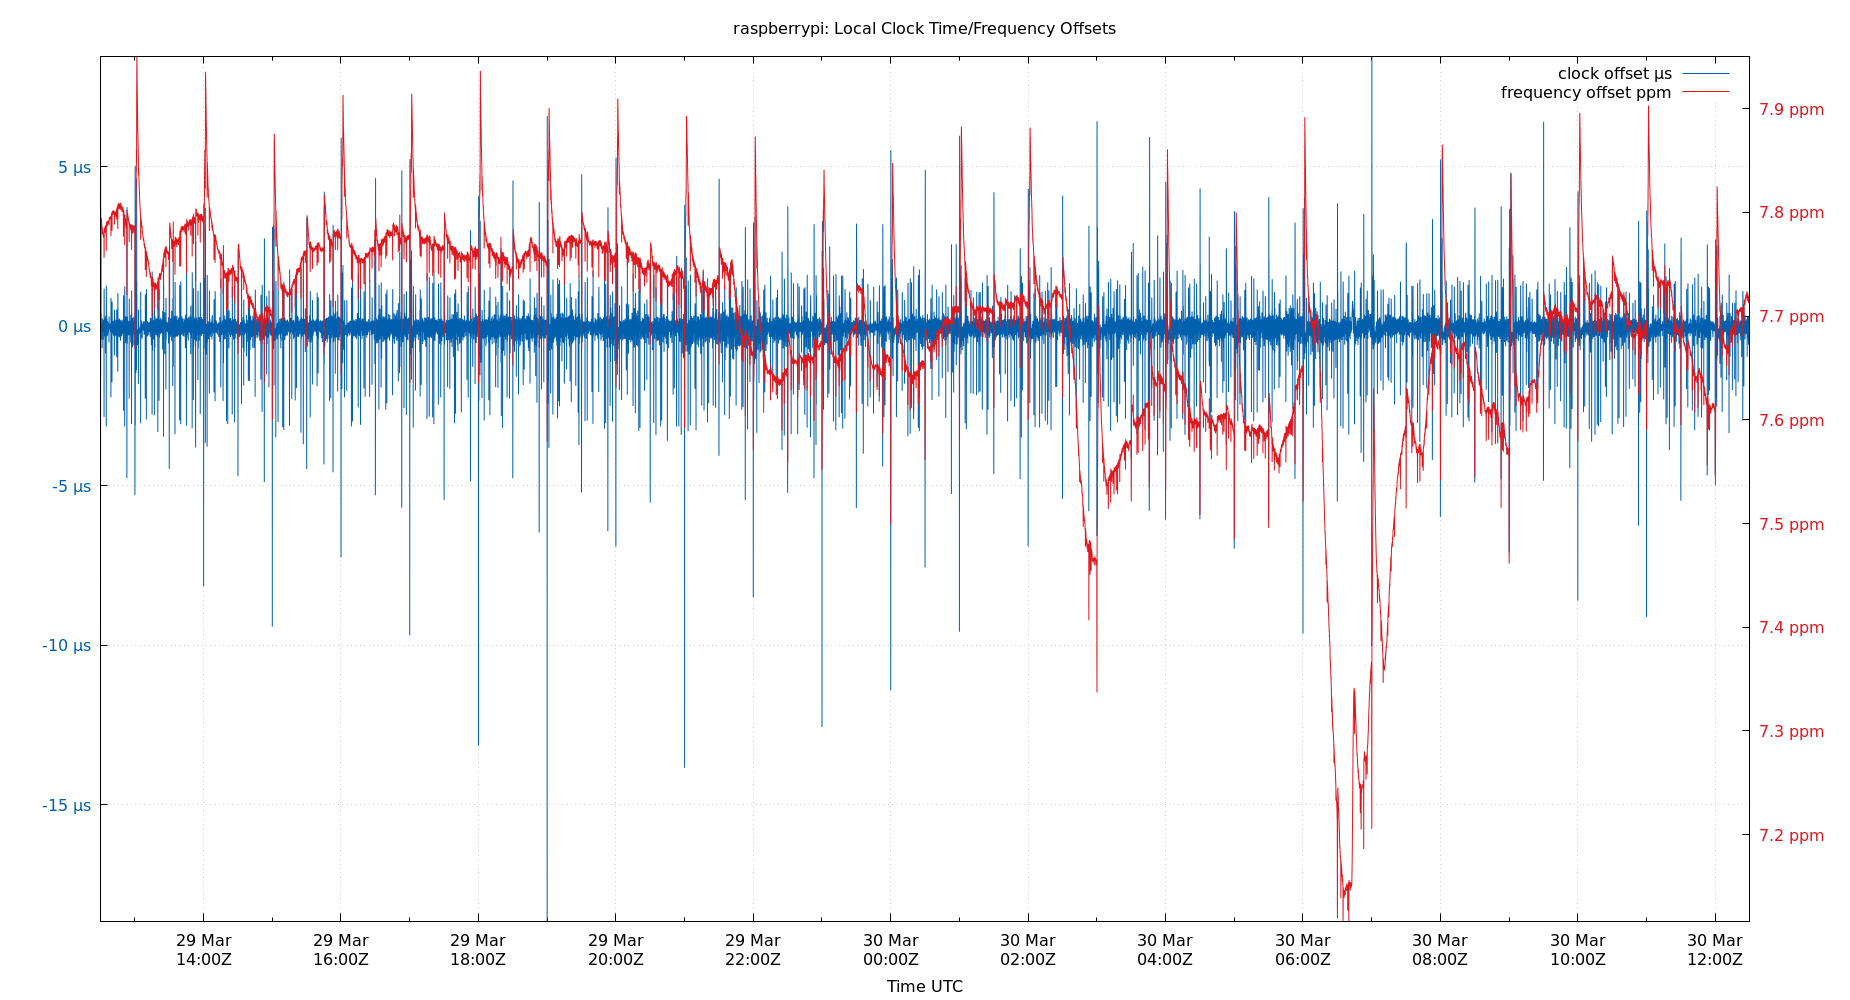 raspberrypi: Local Clock Time/Frequency Offsets
clock offset µs
frequency offset ppm
5 µs
0 µs
-5 µs
-10 µs
-15 µs
7.9 ppm
7.8 ppm
7.7 ppm
7.6 ppm
7.5 ppm
7.4 ppm
7.3 ppm
7.2 ppm
29 Mar
14:00Z
29 Mar
16:00Z
29 Mar
18:00Z
29 Mar
20:00Z
29 Mar
22:00Z
30 Mar
00:00Z
30 Mar
02:00Z
30 Mar
04:00Z
30 Mar
06:00Z
30 Mar
08:00Z
30 Mar
10:00Z
30 Mar
12:00Z
Time UTC